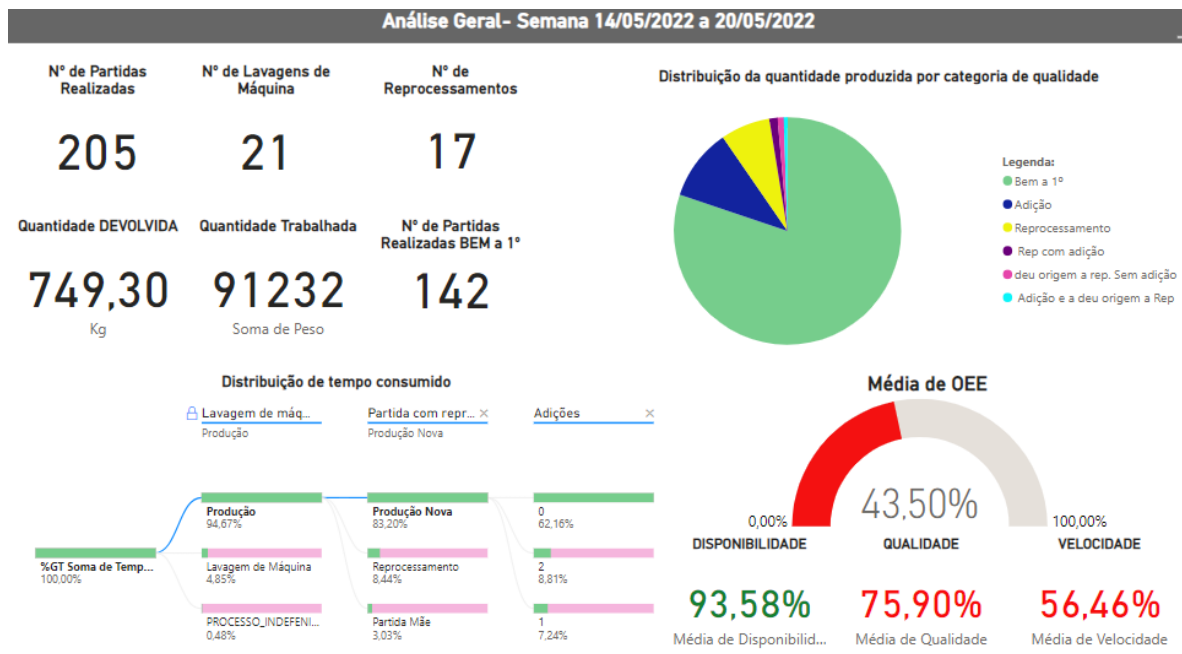 Análise Geral- Semana 14/05/2022 a 20/05/2022
Nº de Partidas
Realizadas
205
Nº de Lavagens de
Máquina
21
Nº de
Reprocessamentos
17
Quantidade DEVOLVIDA
749,30
Kg
Quantidade Trabalhada
91232
Soma de Peso
Nº de Partidas
Realizadas BEM a 1º
142
Distribuição da quantidade produzida por categoria de qualidade
Legenda:
Bem a 1º
Adição
Reprocessamento
Rep com adição
deu origem a rep. Sem adição
Adição e a deu origem a Rep
Distribuição de tempo consumido
Lavagem de máq...
Produção
Partida com repr...
Produção Nova
Adições
%GT Soma de Temp...
100,00%
Produção
94,67%
Lavagem de Máquina
4,85%
PROCESSO_INDEFENI...
0,48%
Produção Nova
83,20%
Reprocessamento
8,44%
Partida Mãe
3,03%
0
62,16%
2
8,81%
1
7,24%
Média de OEE
43,50%
0,00%
100,00%
DISPONIBILIDADE
93,58%
Média de Disponibilid...
QUALIDADE
75,90%
Média de Qualidade
VELOCIDADE
56,46%
Média de Velocidade